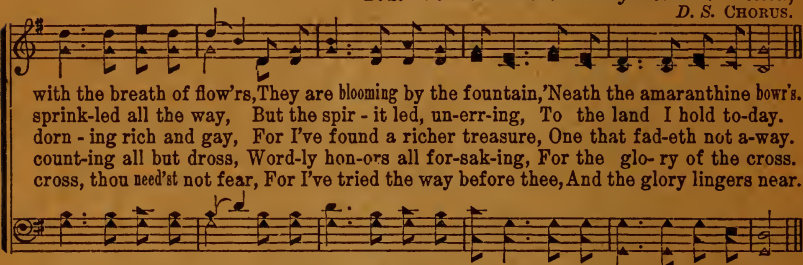 D. S. CHORUS.
with the breath of flow'rs, They are blooming by the fountain, 'Neath the amaranthine bowr's.
sprink-led all the way, But the spir - it led, un-err-ing, To the land I hold to-day.
dorn - ing rich and gay, For I've found a richer treasure, One that fad-eth not a-way.
count-ing all but dross, Word-ly hon-ors all for-sak-ing, For the glo- ry of the cross.
cross, thou need'st not fear, For I've tried the way before thee, And the glory lingers near.